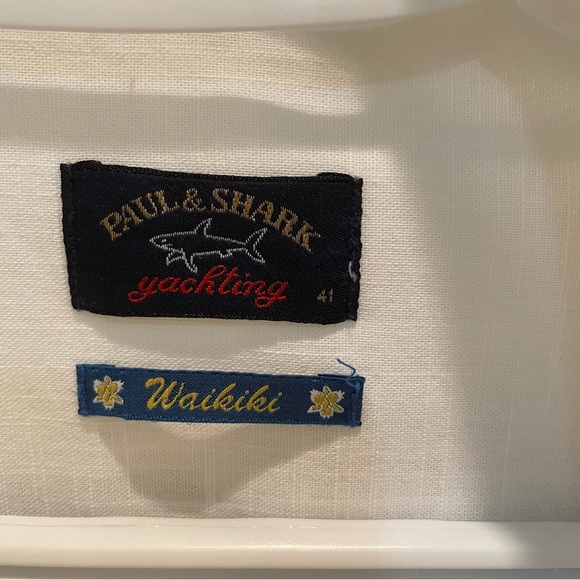 PAUL & SHARK
yachting
41
Waikiki